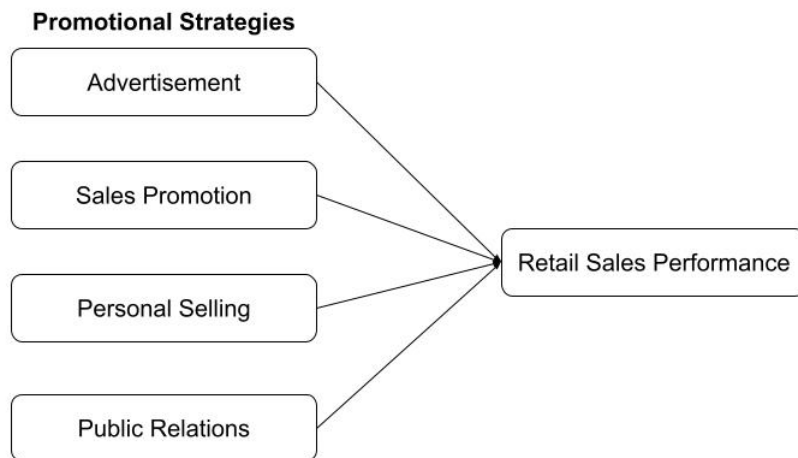 Promotional Strategies
Advertisement
Sales Promotion
Retail Sales Performance
Personal Selling
Public Relations